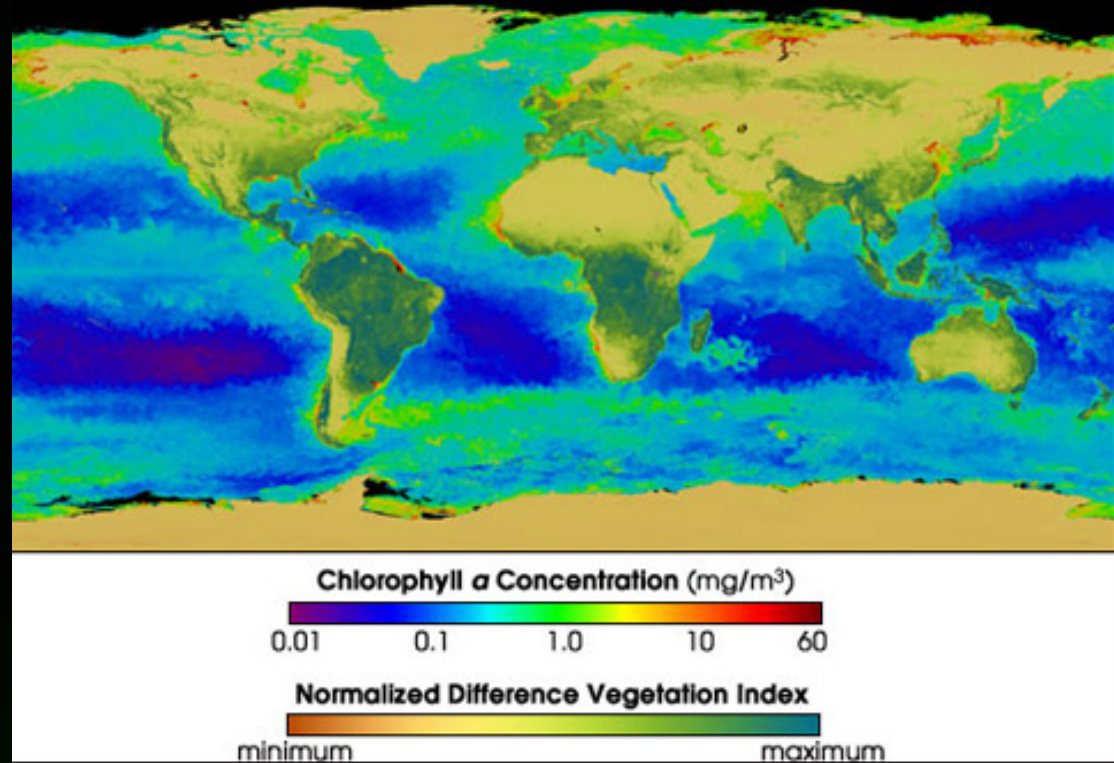 Chlorophyll a Concentration (mg/m³)
0.01 0.1 1.0 10 60
Normalized Difference Vegetation Index
minimum maximum